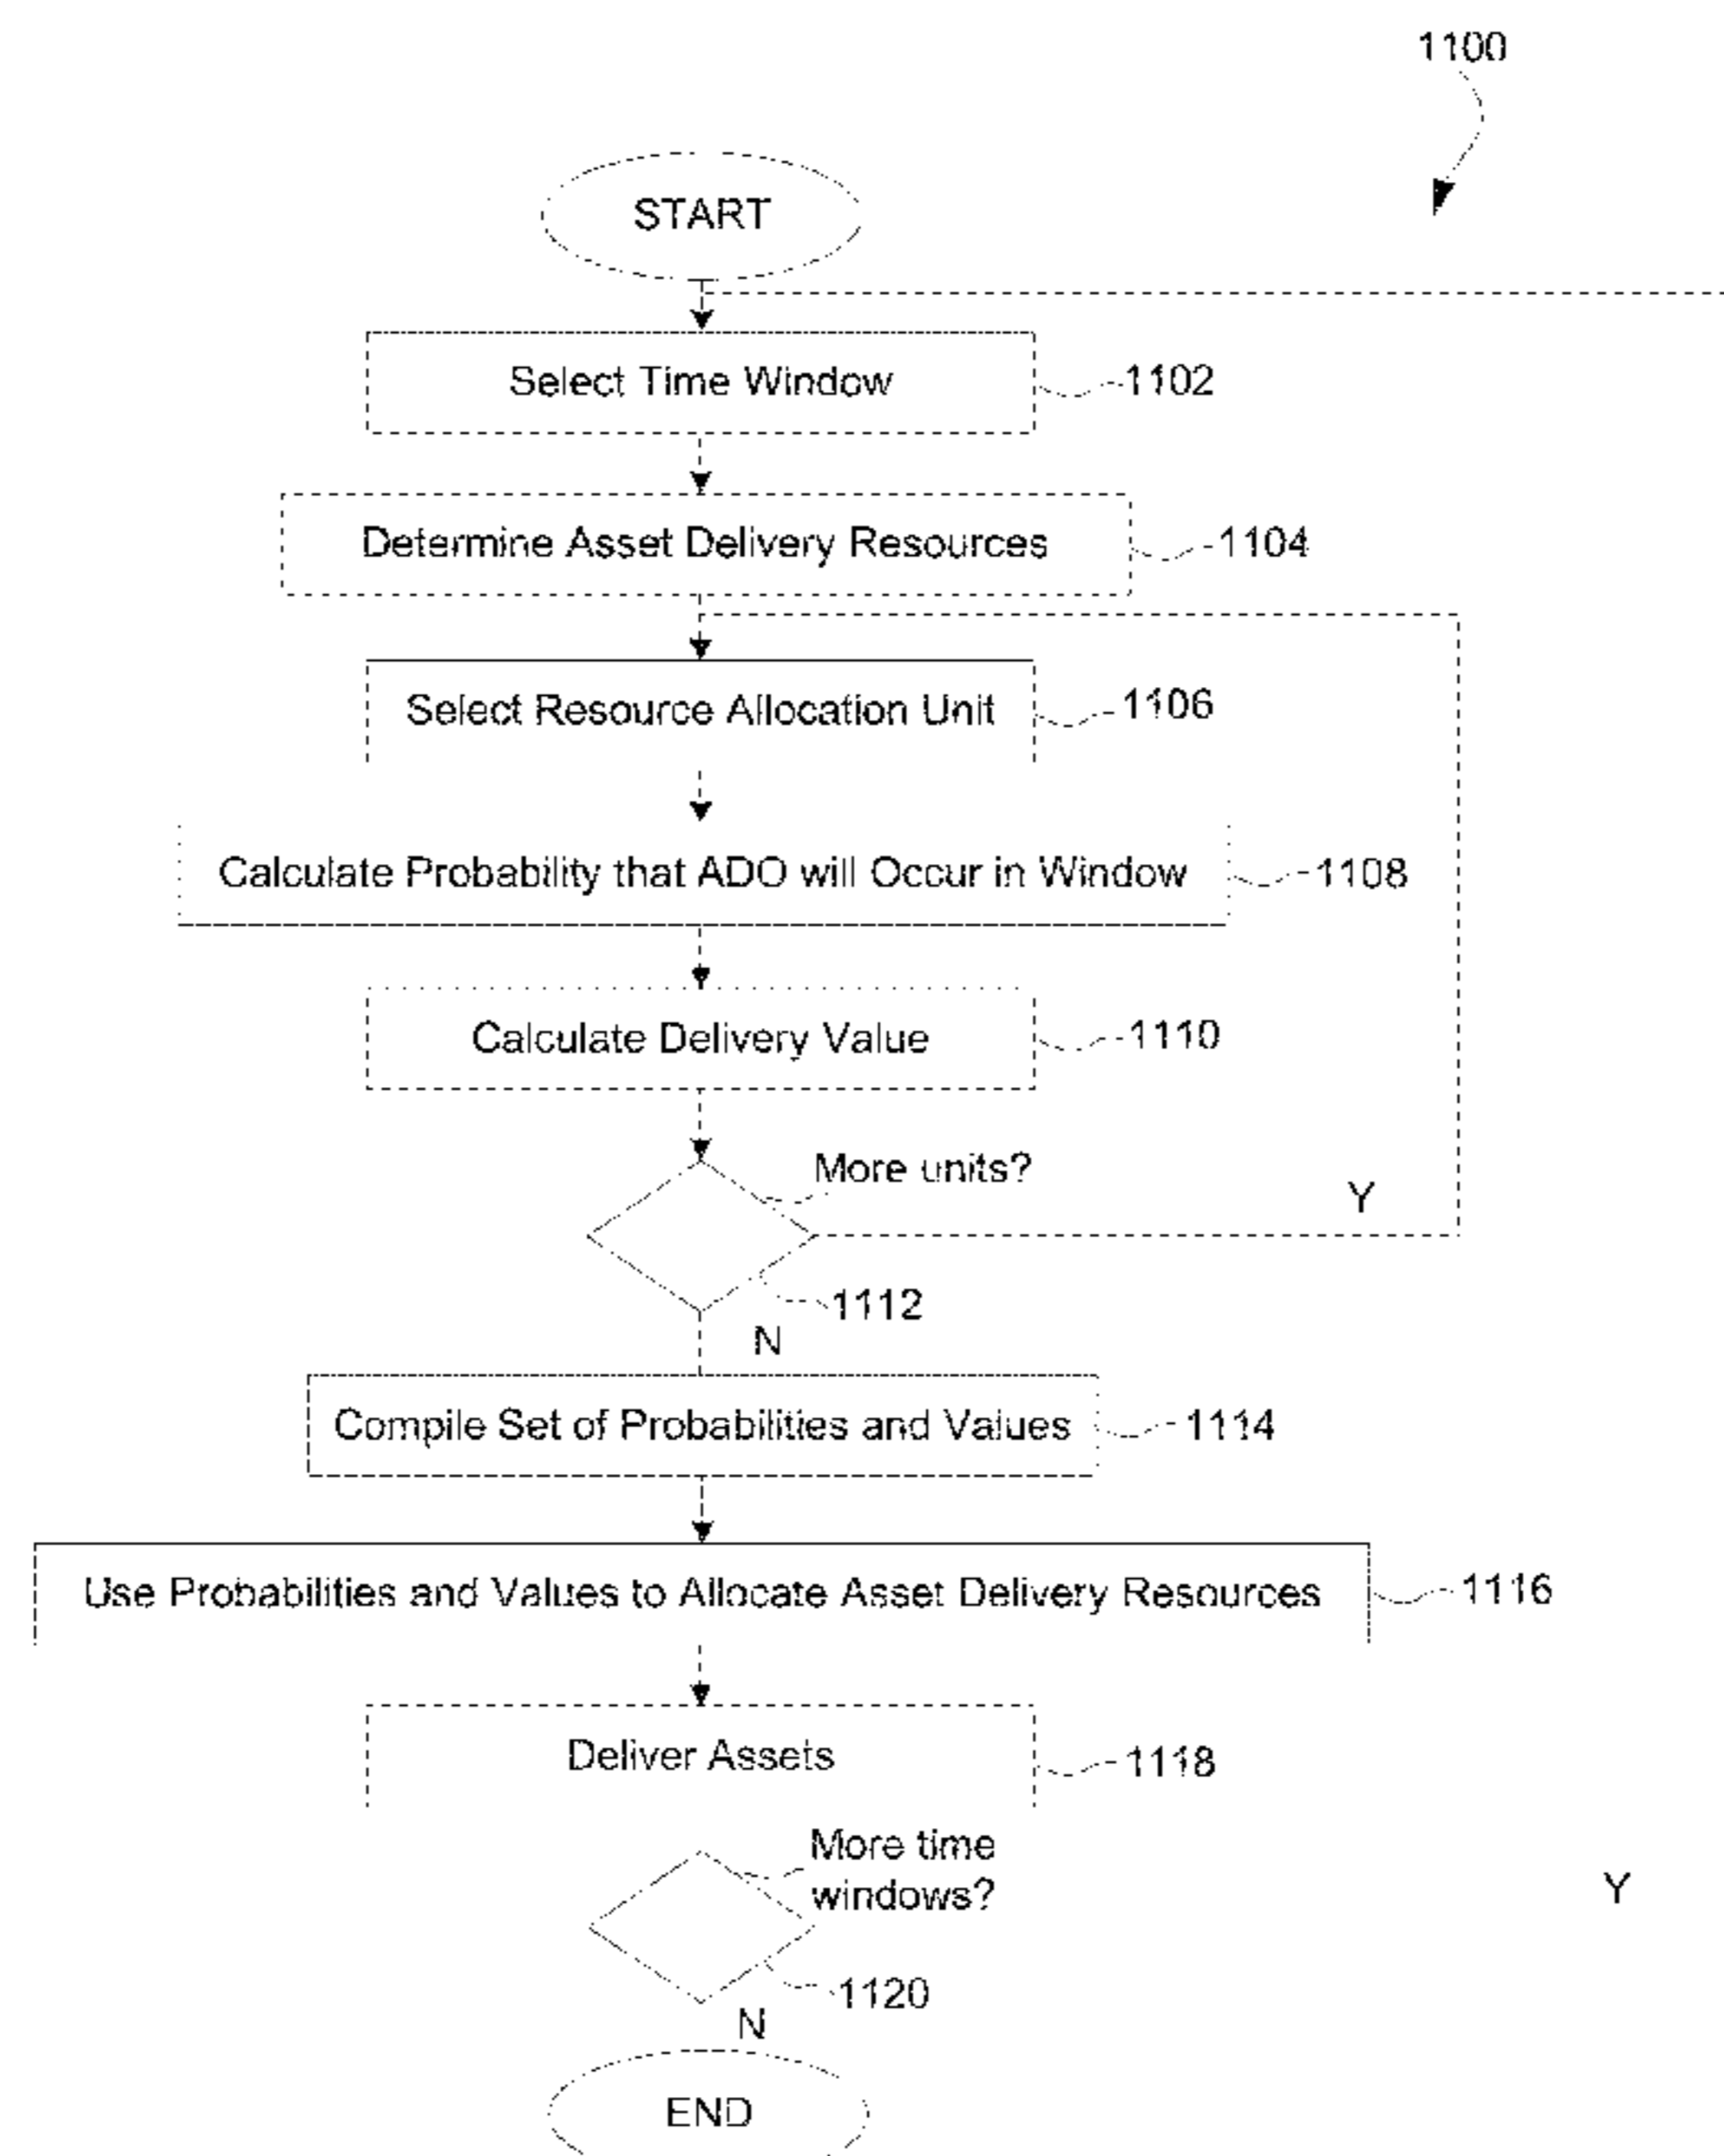 1100
START
Select Time Window
1102
Determine Asset Delivery Resources
1104
Select Resource Allocation Unit
1106
Calculate Probability that ADO will Occur in Window
1108
Calculate Delivery Value
1110
More units?
Y
1112
N
Compile Set of Probabilities and Values
1114
Use Probabilities and Values to Allocate Asset Delivery Resources
1116
Deliver Assets
1118
More time
windows?
Y
1120
N
END